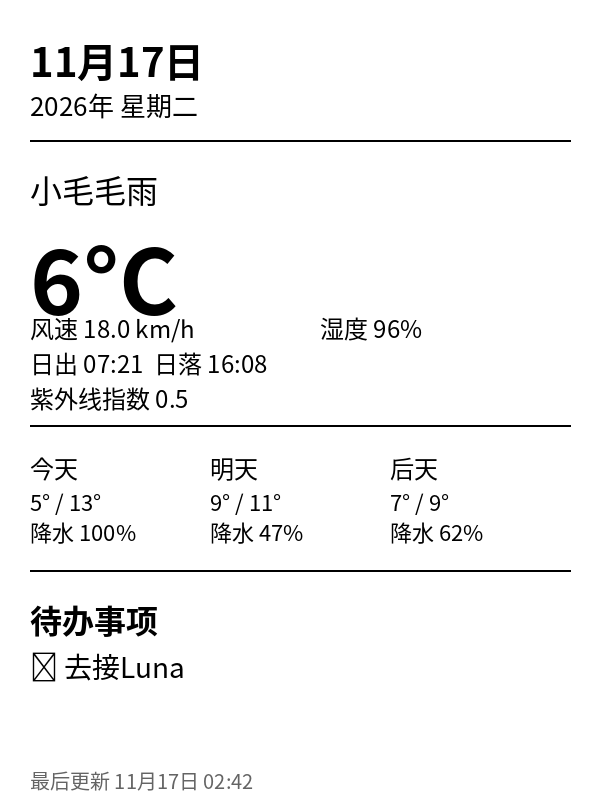 11月17日
2026年 星期二
小毛毛雨
6°C
风速 18.0 km/h 湿度 96%
日出 07:21 日落 16:08
紫外线指数 0.5
今天 明天 后天
5° / 13° 9° / 11° 7° / 9°
降水 100% 降水 47% 降水 62%
待办事项
去接Luna
最后更新 11月17日 02:42